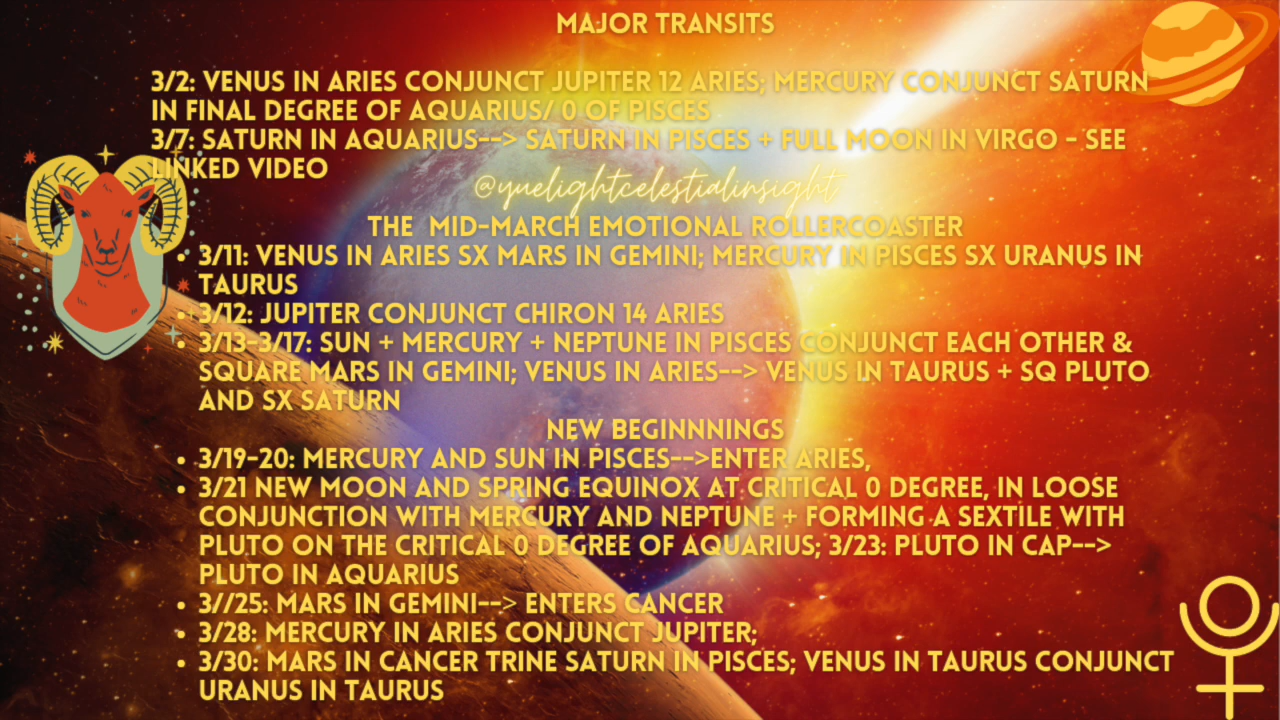 MAJOR TRANSITS
3/2: VENUS IN ARIES CONJUNCT JUPITER 12 ARIES; MERCURY CONJUNCT SATURN
IN FINAL DEGREE OF AQUARIUS/ 0 OF PISCES
3/7: SATURN IN AQUARIUS--> SATURN IN PISCES + FULL MOON IN VIRGO - SEE
LINKED VIDEO
@yuelightcelestialinsight
THE MID-MARCH EMOTIONAL ROLLERCOASTER
• 3/11: VENUS IN ARIES SX MARS IN GEMINI; MERCURY IN PISCES SX URANUS IN
TAURUS
• 3/12: JUPITER CONJUNCT CHIRON 14 ARIES
• 3/13-3/17: SUN + MERCURY + NEPTUNE IN PISCES CONJUNCT EACH OTHER &
SQUARE MARS IN GEMINI; VENUS IN ARIES--> VENUS IN TAURUS + SQ PLUTO
AND SX SATURN
NEW BEGINNNINGS
• 3/19-20: MERCURY AND SUN IN PISCES-->ENTER ARIES,
• 3/21 NEW MOON AND SPRING EQUINOX AT CRITICAL 0 DEGREE, IN LOOSE
CONJUNCTION WITH MERCURY AND NEPTUNE + FORMING A SEXTILE WITH
PLUTO ON THE CRITICAL 0 DEGREE OF AQUARIUS; 3/23: PLUTO IN CAP-->
PLUTO IN AQUARIUS
• 3//25: MARS IN GEMINI--> ENTERS CANCER
• 3/28: MERCURY IN ARIES CONJUNCT JUPITER;
• 3/30: MARS IN CANCER TRINE SATURN IN PISCES; VENUS IN TAURUS CONJUNCT
URANUS IN TAURUS